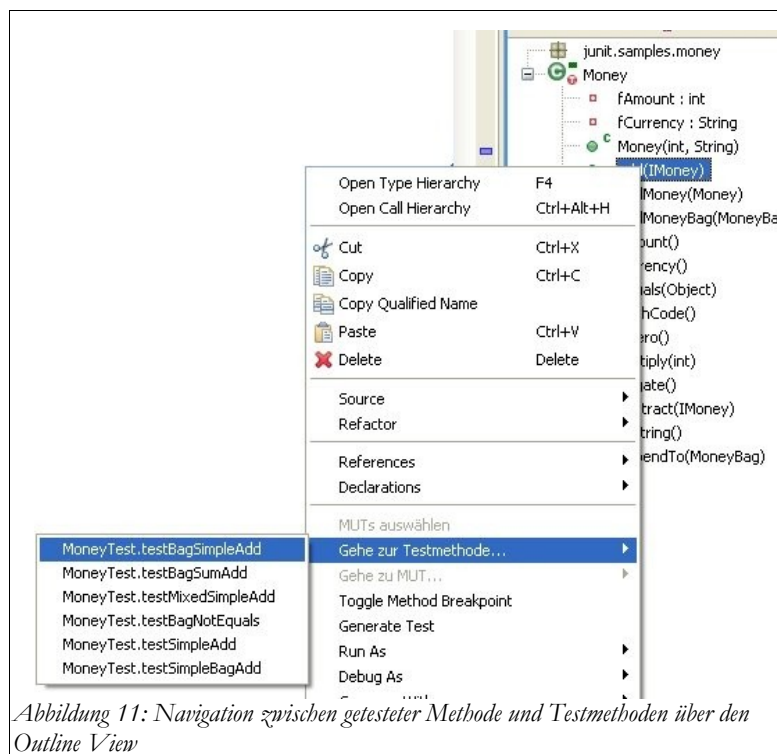 junit.samples.money
Money
fAmount : int
fCurrency : String
C Money(int, String)
(IMoney)
Money(Money)
MoneyBag(MoneyBa
ount()
ency()
als(Object)
hCode()
ero()
tiply(int)
ate()
tract(IMoney)
tring()
endTo(MoneyBag)
Open Type Hierarchy F4
Open Call Hierarchy Ctrl+Alt+H
Cut Ctrl+X
Copy Ctrl+C
Copy Qualified Name
Paste Ctrl+V
Delete Delete
Source
Refactor
References
Declarations
MUTs auswählen
Gehe zur Testmethode...
Gehe zu MUT...
Toggle Method Breakpoint
Generate Test
Run As
Debug As
MoneyTest.testBagSimpleAdd
MoneyTest.testBagSumAdd
MoneyTest.testMixedSimpleAdd
MoneyTest.testBagNotEquals
MoneyTest.testSimpleAdd
MoneyTest.testSimpleBagAdd
Abbildung 11: Navigation zwischen getesteter Methode und Testmethoden über den
Outline View